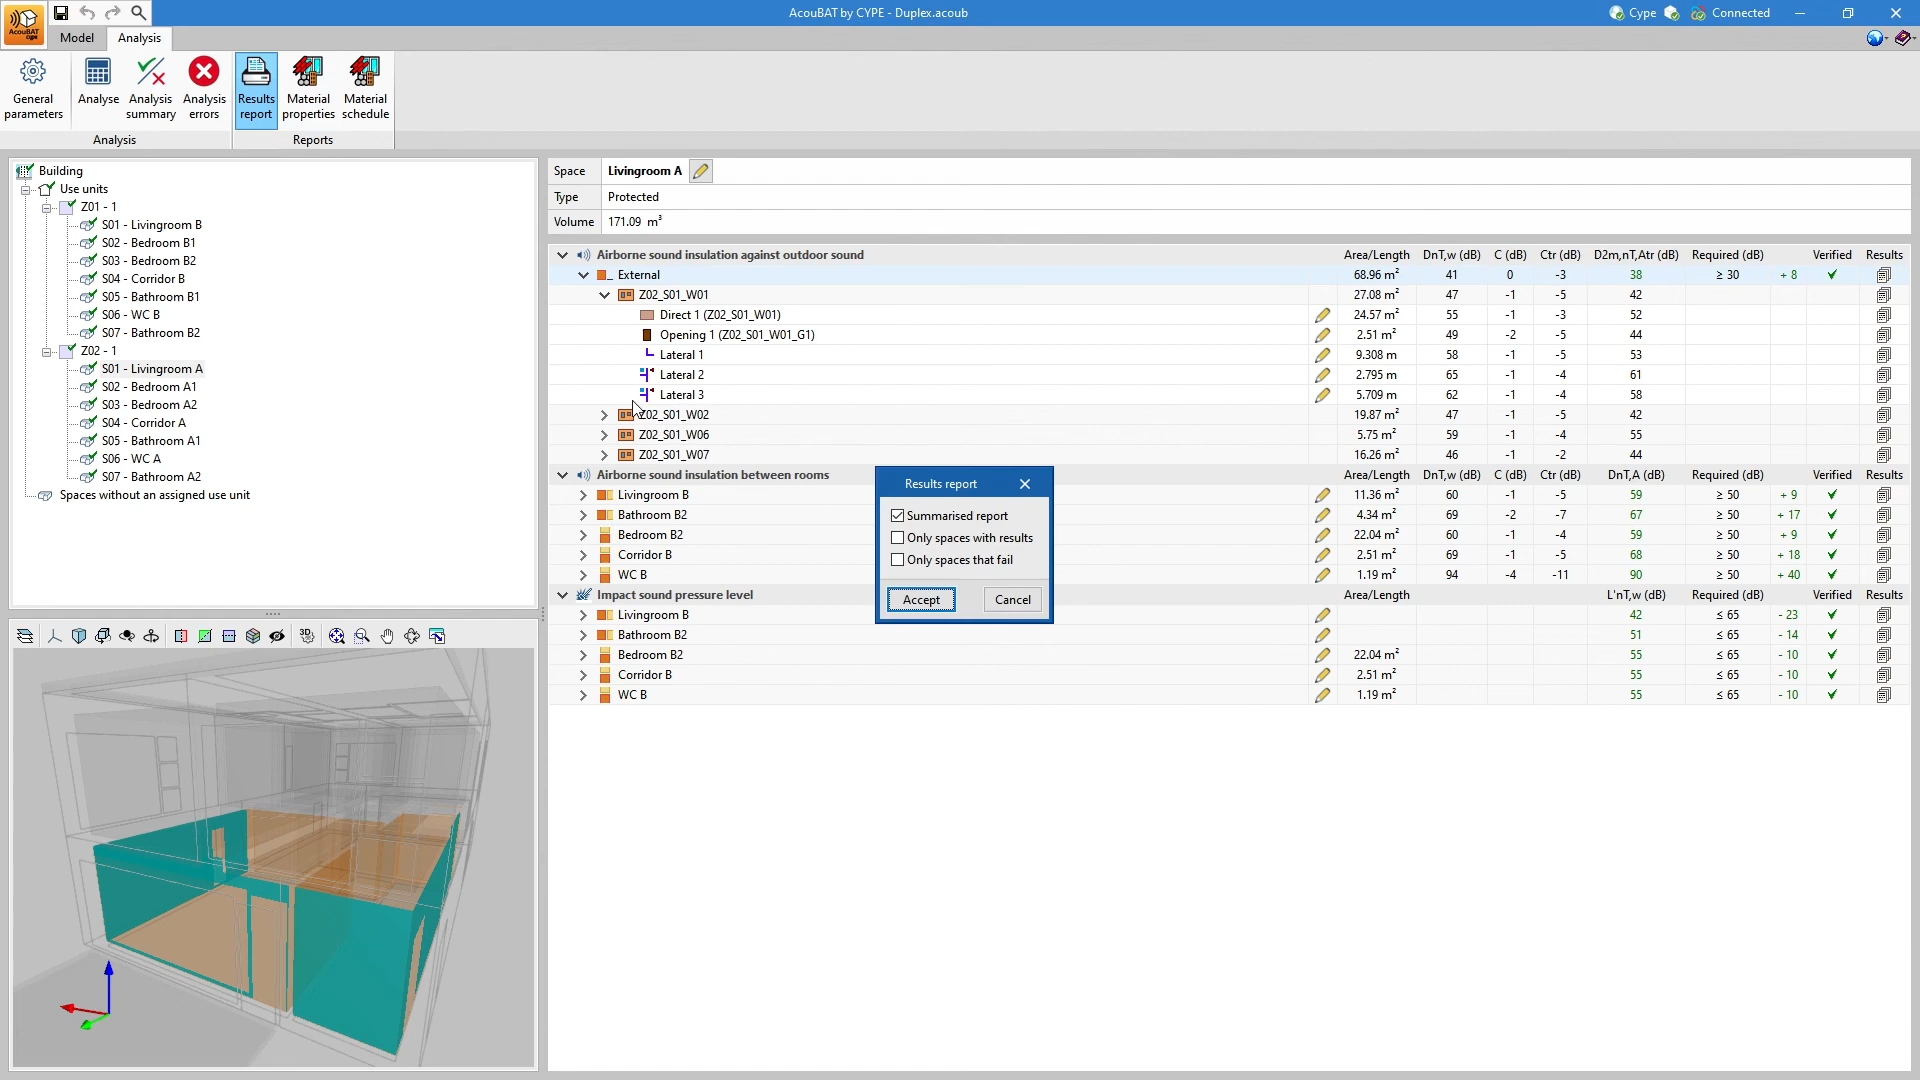 AcouBAT by CYPE - Duplex.acoub
Cype
Connected
AcouBAT
CYPE
Model
Analysis
General parameters
Analyse
Analysis summary
Analysis errors
Results report
Material properties
Material schedule
Analysis
Reports
Building
Use units
Z01 - 1
S01 - Livingroom B
S02 - Bedroom B1
S03 - Bedroom B2
S04 - Corridor B
S05 - Bathroom B1
S06 - WC B
S07 - Bathroom B2
Z02 - 1
S01 - Livingroom A
S02 - Bedroom A1
S03 - Bedroom A2
S04 - Corridor A
S05 - Bathroom A1
S06 - WC A
S07 - Bathroom A2
Spaces without an assigned use unit
3D
Space Livingroom A
Type Protected
Volume 171.09 m³
Airborne sound insulation against outdoor sound Area/Length DnT,w (dB) C (dB) Ctr (dB) D2m,nT,Atr (dB) Required (dB) Verified Results
External 68.96 m² 41 0 -3 38 ≥ 30 + 8
Z02_S01_W01 27.08 m² 47 -1 -5 42
Direct 1 (Z02_S01_W01) 24.57 m² 55 -1 -3 52
Opening 1 (Z02_S01_W01_G1) 2.51 m² 49 -2 -5 44
Lateral 1 9.308 m 58 -1 -5 53
Lateral 2 2.795 m 65 -1 -4 61
Lateral 3 5.709 m 62 -1 -4 58
Z02_S01_W02 19.87 m² 47 -1 -5 42
Z02_S01_W06 5.75 m² 59 -1 -4 55
Z02_S01_W07 16.26 m² 46 -1 -2 44
Airborne sound insulation between rooms Area/Length DnT,w (dB) C (dB) Ctr (dB) DnT,A (dB) Required (dB) Verified Results
Livingroom B 11.36 m² 60 -1 -5 59 ≥ 50 + 9
Bathroom B2 4.34 m² 69 -2 -7 67 ≥ 50 + 17
Bedroom B2 22.04 m² 60 -1 -4 59 ≥ 50 + 9
Corridor B 2.51 m² 69 -1 -5 68 ≥ 50 + 18
WC B 1.19 m² 94 -4 -11 90 ≥ 50 + 40
Impact sound pressure level Area/Length L'nT,w (dB) Required (dB) Verified Results
Livingroom B 42 ≤ 65 - 23
Bathroom B2 51 ≤ 65 - 14
Bedroom B2 22.04 m² 55 ≤ 65 - 10
Corridor B 2.51 m² 55 ≤ 65 - 10
WC B 1.19 m² 55 ≤ 65 - 10
Results report
Summarised report
Only spaces with results
Only spaces that fail
Accept Cancel